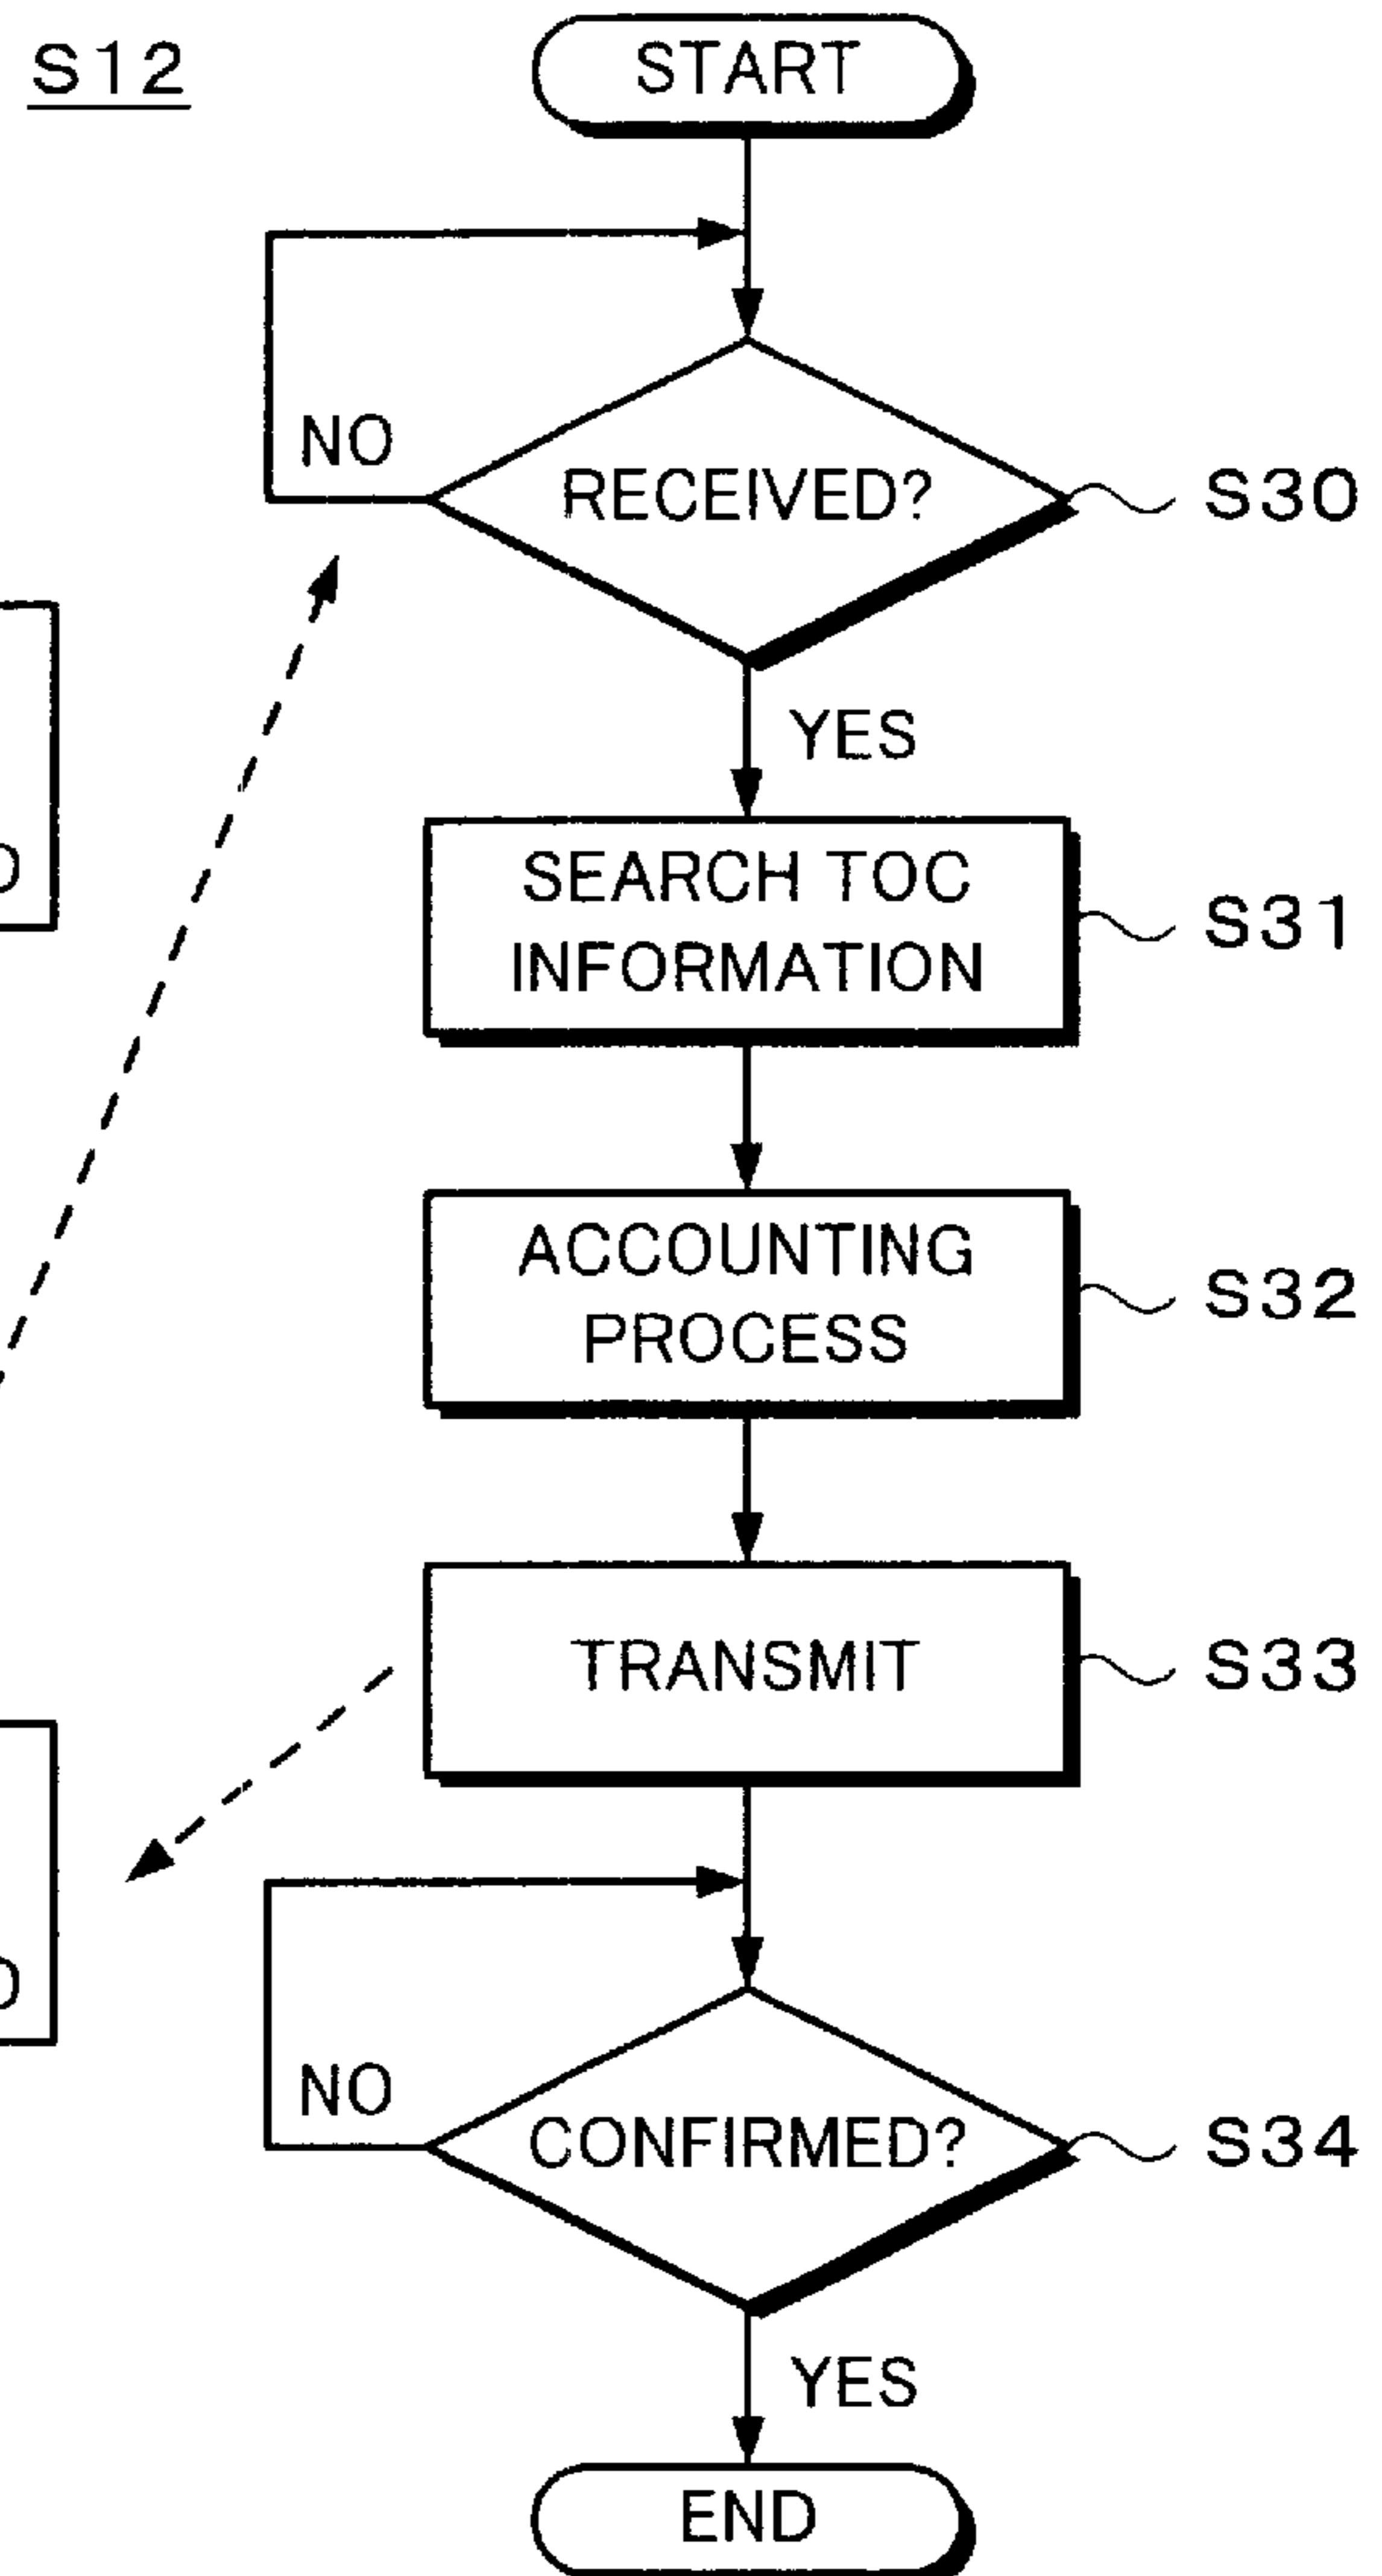 S12
START
NO
RECEIVED?
S30
YES
SEARCH TOC
INFORMATION
S31
ACCOUNTING
PROCESS
S32
TRANSMIT
S33
NO
CONFIRMED?
S34
YES
END